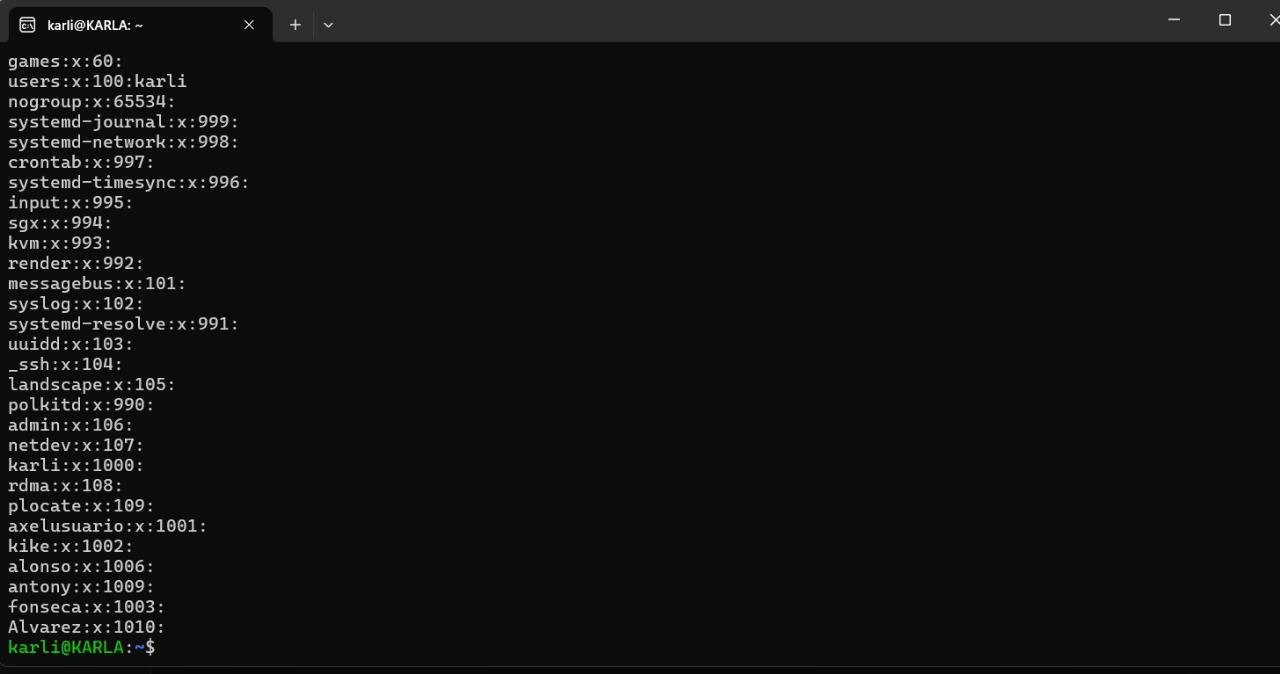 karli@KARLA: ~
games:x:60:
users:x:100:karli
nogroup:x:65534:
systemd-journal:x:999:
systemd-network:x:998:
crontab:x:997:
systemd-timesync:x:996:
input:x:995:
sgx:x:994:
kvm:x:993:
render:x:992:
messagebus:x:101:
syslog:x:102:
systemd-resolve:x:991:
uuidd:x:103:
_ssh:x:104:
landscape:x:105:
polkitd:x:990:
admin:x:106:
netdev:x:107:
karli:x:1000:
rdma:x:108:
plocate:x:109:
axelusuario:x:1001:
kike:x:1002:
alonso:x:1006:
antony:x:1009:
fonseca:x:1003:
Alvarez:x:1010:
karli@KARLA:~$